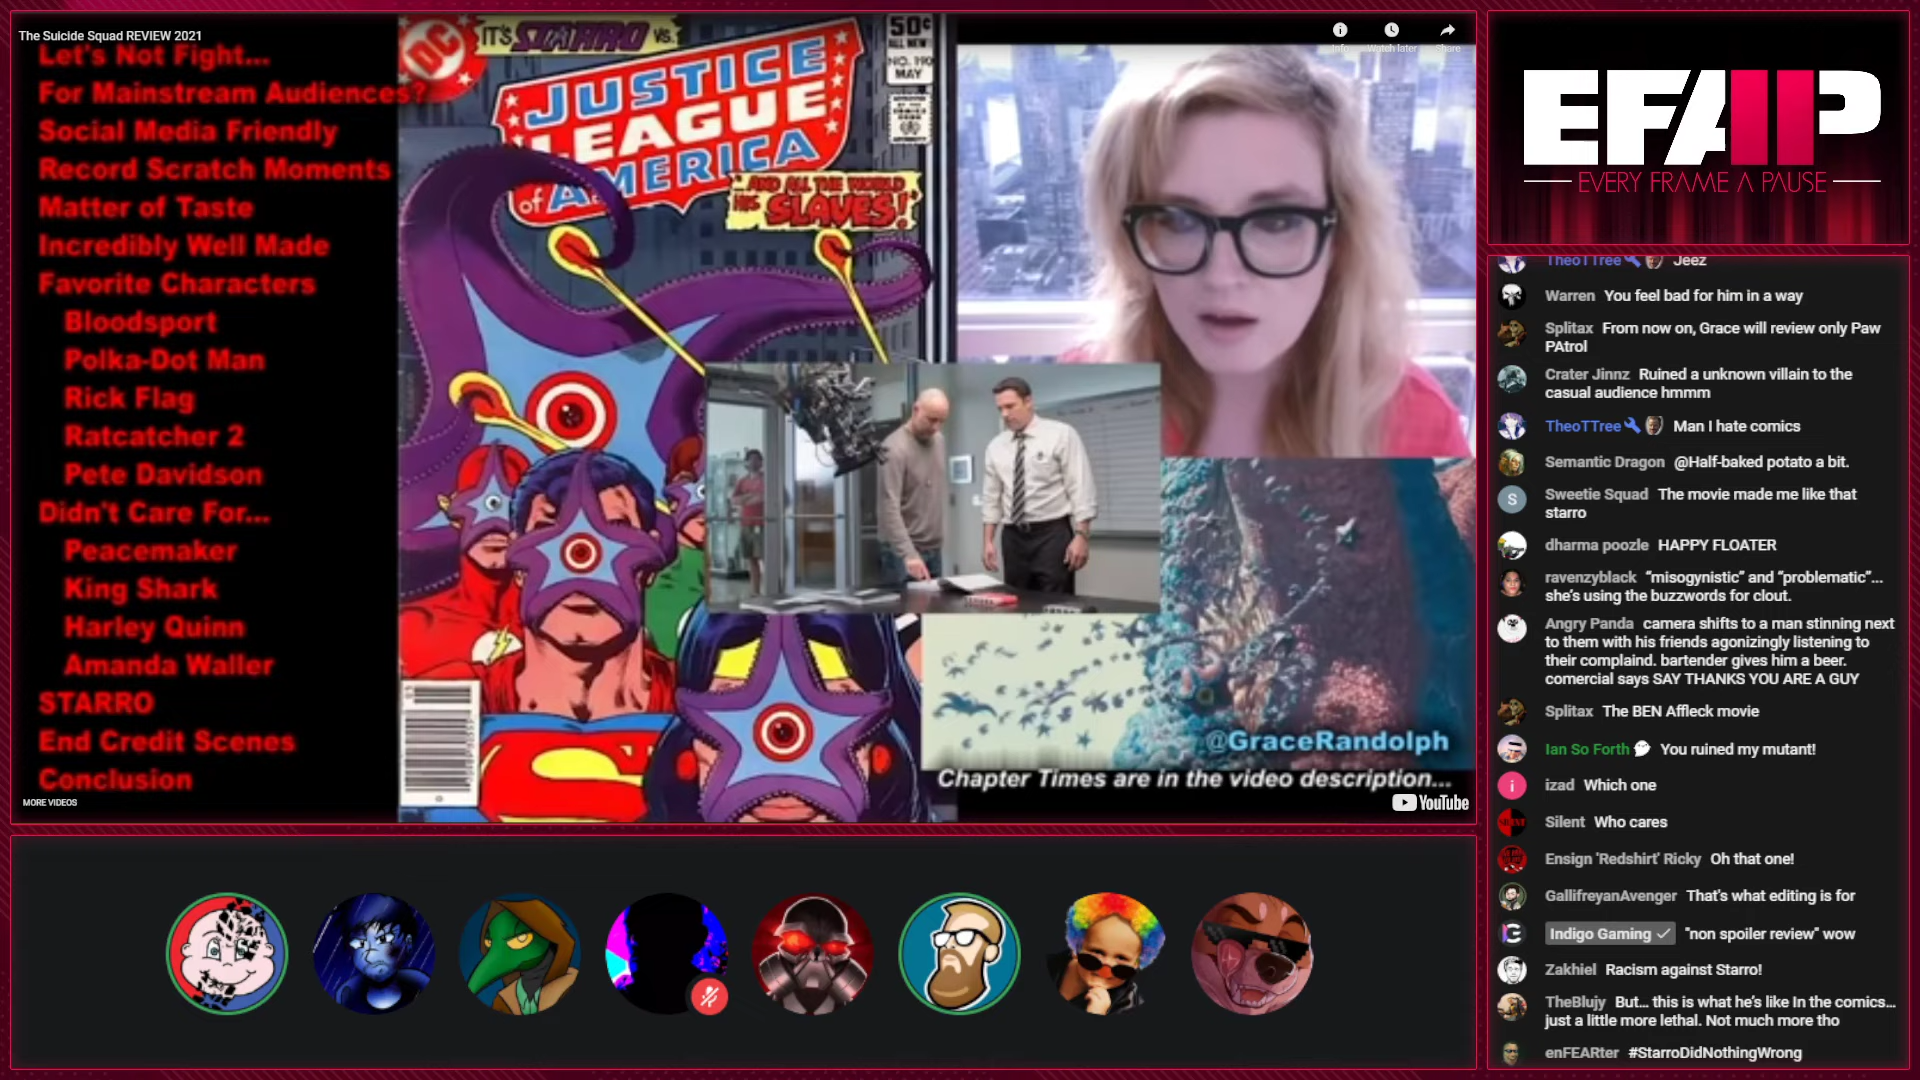 The Suicide Squad REVIEW 2021
Info
Watch later
Share
Let's Not Fight...
For Mainstream Audiences?
Social Media Friendly
Record Scratch Moments
Matter of Taste
Incredibly Well Made
Favorite Characters
Bloodsport
Polka-Dot Man
Rick Flag
Ratcatcher 2
Pete Davidson
Didn't Care For...
Peacemaker
King Shark
Harley Quinn
Amanda Waller
STARRO
End Credit Scenes
Conclusion
MORE VIDEOS
DC
IT'S STARRO VS.
50¢
ALL NEW!
NO. 190
MAY
JUSTICE
LEAGUE
of AMERICA
"AND ALL THE WORLD
HIS SLAVES!"
@GraceRandolph
Chapter Times are in the video description...
YouTube
EFAP
EVERY FRAME A PAUSE
TheoTTree Jeez
Warren You feel bad for him in a way
Splitax From now on, Grace will review only Paw
PAtrol
Crater Jinnz Ruined a unknown villain to the
casual audience hmmm
TheoTTree Man I hate comics
Semantic Dragon @Half-baked potato a bit.
S
Sweetie Squad The movie made me like that
starro
dharma poozle HAPPY FLOATER
ravenzyblack “misogynistic” and “problematic”...
she’s using the buzzwords for clout.
Angry Panda camera shifts to a man stinning next
to them with his friends agonizingly listening to
their complaind. bartender gives him a beer.
comercial says SAY THANKS YOU ARE A GUY
Splitax The BEN Affleck movie
Ian So Forth You ruined my mutant!
i
izad Which one
Silent Who cares
Ensign 'Redshirt' Ricky Oh that one!
GallifreyanAvenger That's what editing is for
Indigo Gaming "non spoiler review" wow
Zakhiel Racism against Starro!
TheBlujy But... this is what he’s like In the comics...
just a little more lethal. Not much more tho
enFEARter #StarroDidNothingWrong